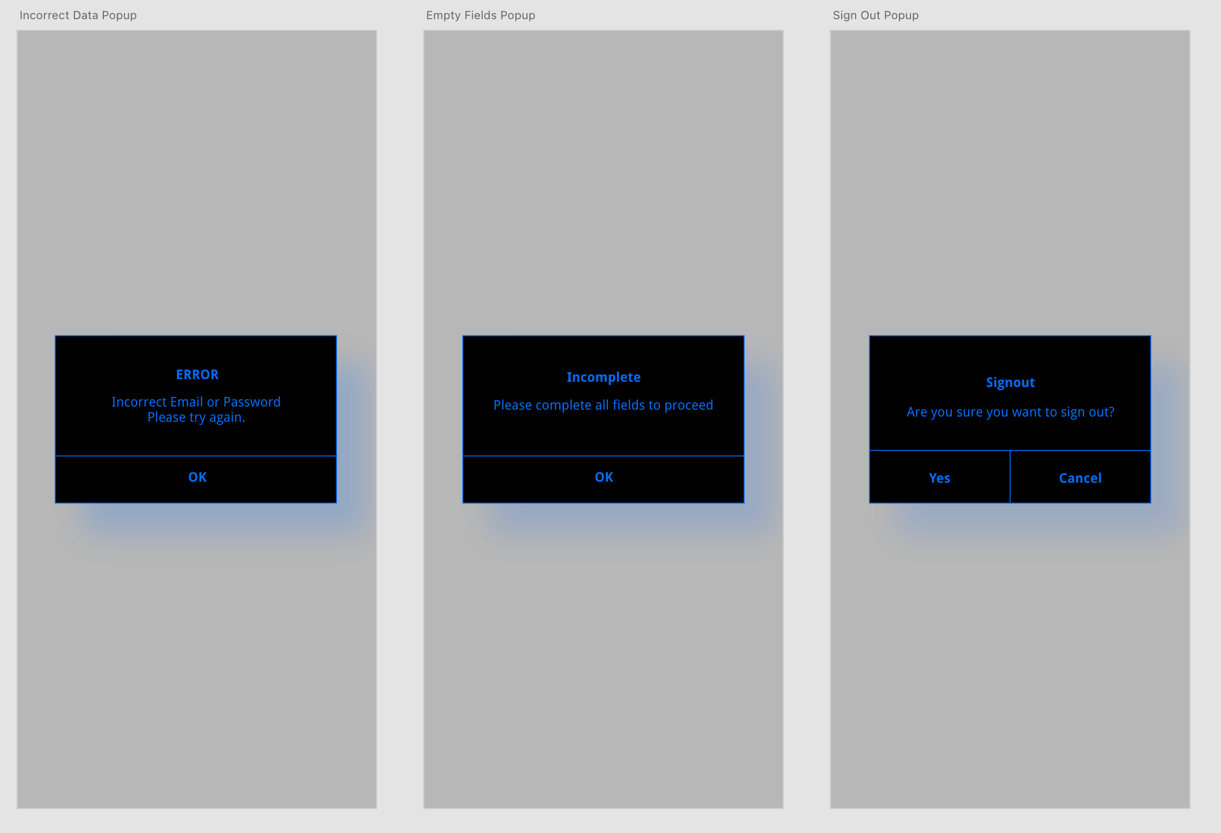 Incorrect Data Popup
Empty Fields Popup
Sign Out Popup
ERROR
Incorrect Email or Password
Please try again.
OK
Incomplete
Please complete all fields to proceed
OK
Signout
Are you sure you want to sign out?
Yes
Cancel